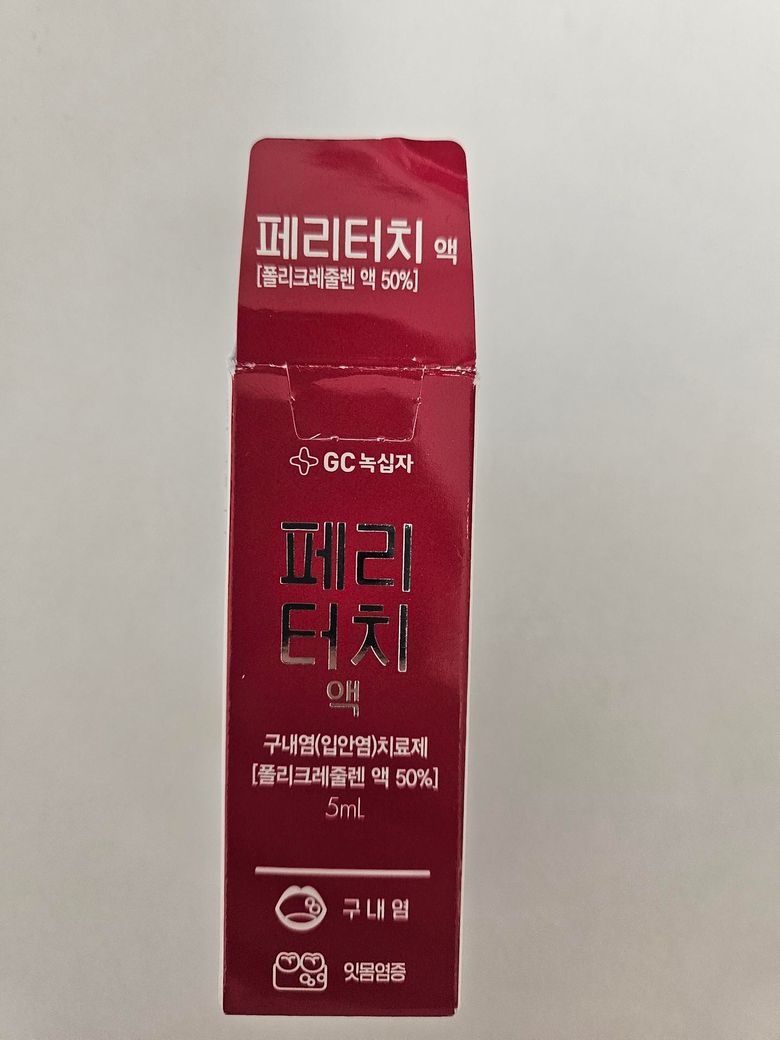 페리터치 액
[폴리크레줄렌 액 50%]
GC 녹십자
페리
터치
액
구내염(입안염)치료제
[폴리크레줄렌 액 50%]
5mL
구내염
잇몸염증